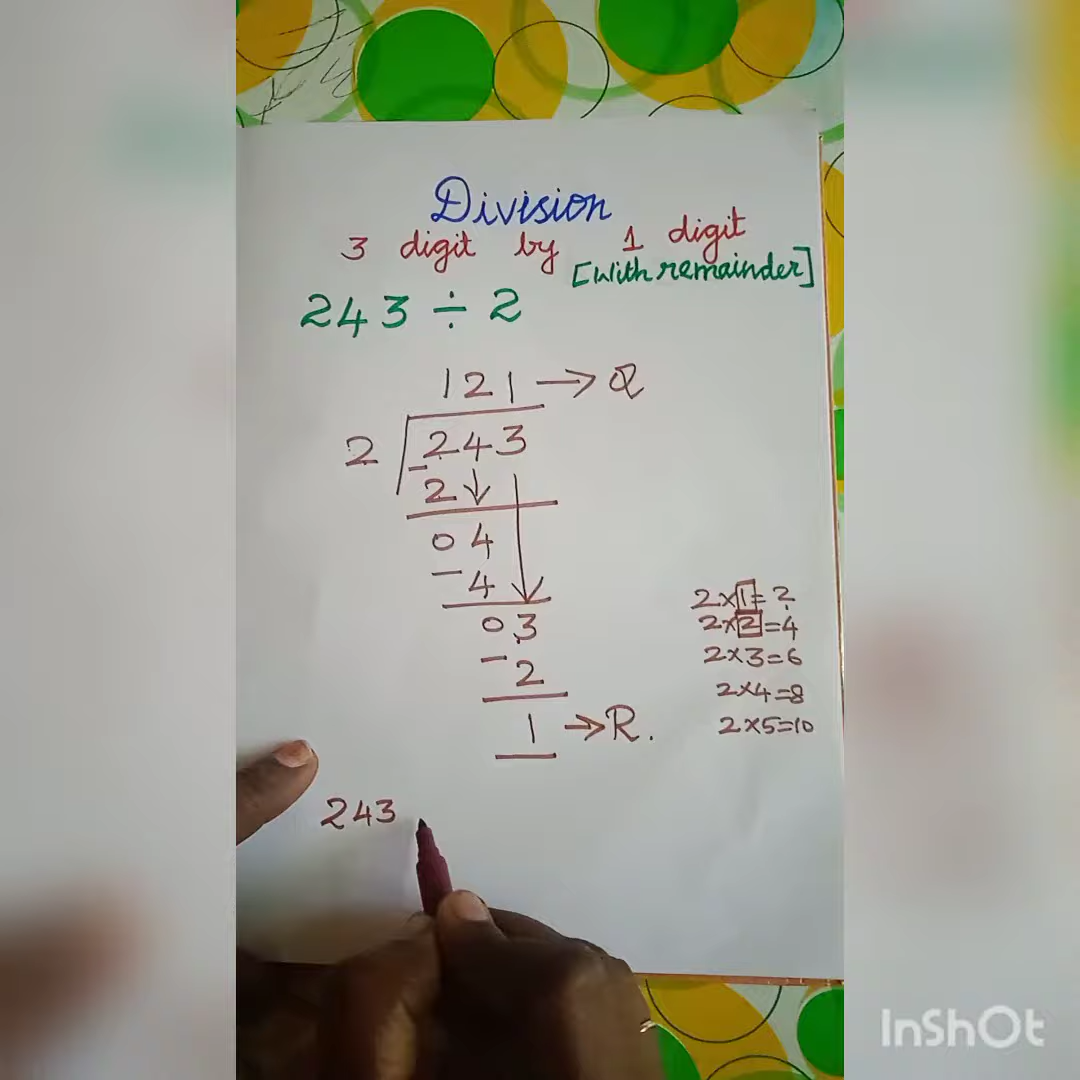 Division
3 digit by 1 digit
[With remainder]
243 ÷ 2
121 → Q
2 243
- 2
04
- 4
03
- 2
1 → R.
2×1=2
2×2=4
2×3=6
2×4=8
2×5=10
243
InShOt